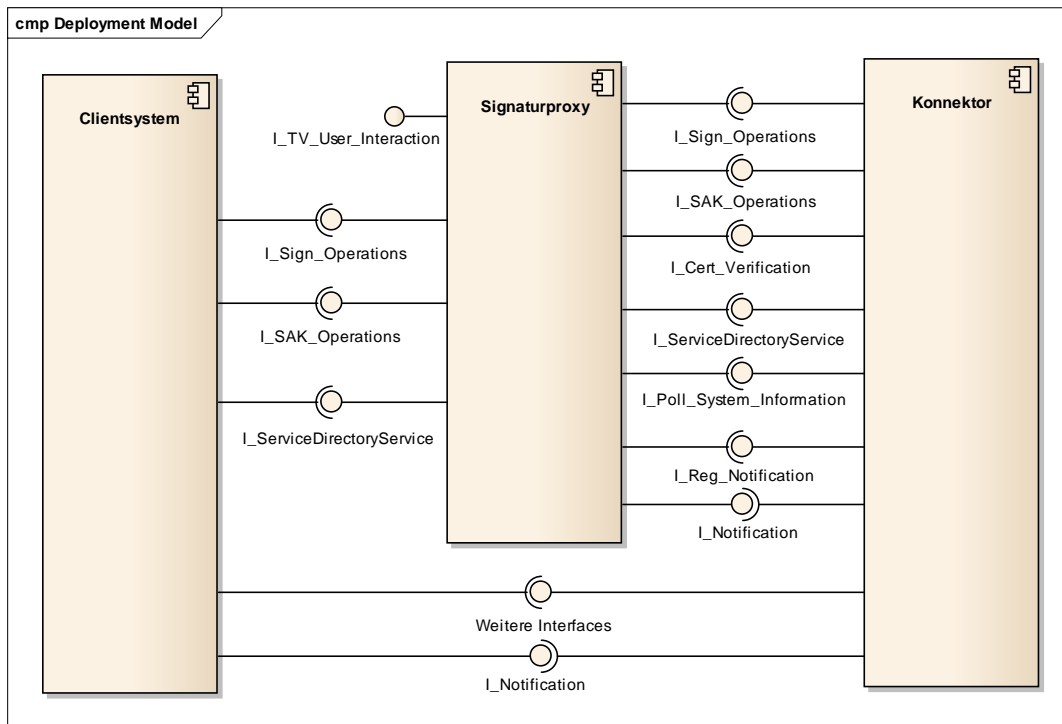 cmp Deployment Model
Clientsystem
Signaturproxy
Konnektor
I_TV_User_Interaction
I_Sign_Operations
I_SAK_Operations
I_ServiceDirectoryService
I_Sign_Operations
I_SAK_Operations
I_Cert_Verification
I_ServiceDirectoryService
I_Poll_System_Information
I_Reg_Notification
I_Notification
Weitere Interfaces
I_Notification